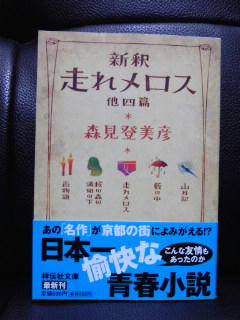 新釈
走れメロス
他四篇
森見登美彦
山月記
藪の中
走れメロス
桜の森の
満開の下
百物語
あの名作が京都の街によみがえる!?
日本一
愉快な
青春小説
こんな友情も
あったのか
祥伝社文庫
最新刊